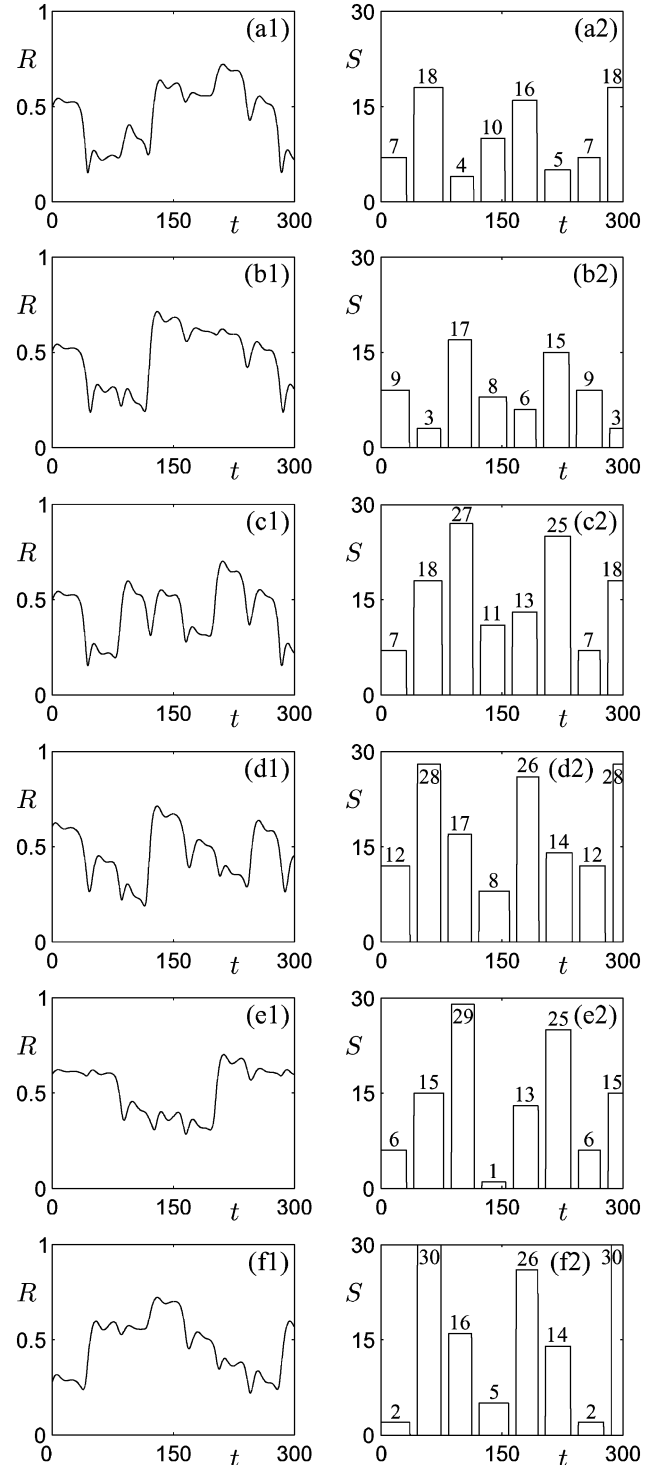 1 (a1) 30 (a2)
R S
18 18
16
0.5 15
10
7 7
5
4
0 0
0 150 t 300 0 150 t 300
1 (b1) 30 (b2)
R S
17
15
0.5 15
9 8 9
6
3 3
0 0
0 150 t 300 0 150 t 300
1 (c1) 30 27 (c2)
R S 25
18 18
0.5 15
13
11
7 7
0 0
0 150 t 300 0 150 t 300
1 (d1) 30 (d2)
R S 28 26 28
17
0.5 15 14
12 12
8
0 0
0 150 t 300 0 150 t 300
1 (e1) 30 (e2)
R S 29 25
15 15
0.5 15 13
6 6
1
0 0
0 150 t 300 0 150 t 300
1 (f1) 30 (f2)
R S 30 26 30
16
0.5 15 14
5
2 2
0 0
0 150 t 300 0 150 t 300